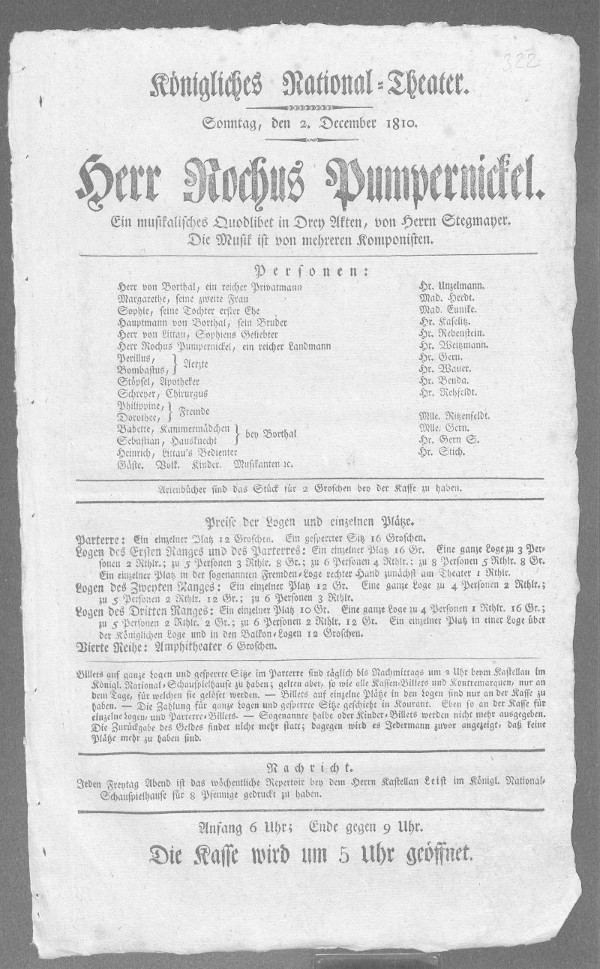 322
Königliches National-Theater.
Sonntag, den 2. December 1810.
Herr Rochus Pumpernickel.
Ein musikalisches Quodlibet in Drey Akten, von Herrn Stegmayer.
Die Musik ist von mehreren Komponisten.
Personen:
Herr von Borthal, ein reicher Privatmann Hr. Unzelmann.
Margarethe, seine zweite Frau Mad. Herdt.
Sophie, seine Tochter erster Ehe Mad. Eunike.
Hauptmann von Borthal, sein Bruder Hr. Kaselitz.
Herr von Littau, Sophiens Geliebter Hr. Rebenstein.
Herr Rochus Pumpernickel, ein reicher Landmann Hr. Weitzmann.
Perillus, } Aerzte Hr. Gern.
Bombastus, Hr. Wauer.
Stößel, Apotheker Hr. Benda.
Schreyer, Chirurgus Hr. Rehfeldt.
Philippine, } Fremde
Dorothee, Mlle. Ritzenfeldt.
Babette, Kammermädchen } bey Borthal Mlle. Gern.
Sebastian, Hausknecht Hr. Gern S.
Heinrich, Littau's Bedienter Hr. Stich.
Gäste. Volk. Kinder. Musikanten ꝛc.
Arienbücher sind das Stück für 2 Groschen bey der Kasse zu haben.
Preise der Logen und einzelnen Plätze.
Parterre: Ein einzelner Platz 12 Groschen. Ein gesperrter Sitz 16 Groschen.
Logen des Ersten Ranges und des Parterres: Ein einzelner Platz 16 Gr. Eine ganze Loge zu 3 Per-
sonen 2 Rthlr.; zu 5 Personen 3 Rthlr. 8 Gr.; zu 6 Personen 4 Rthlr.; zu 8 Personen 5 Rthlr. 8 Gr.
Ein einzelner Platz in der sogenannten Fremden-Loge rechter Hand zunächst am Theater 1 Rthlr.
Logen des Zweyten Ranges: Ein einzelner Platz 12 Gr. Eine ganze Loge zu 4 Personen 2 Rthlr.;
zu 5 Personen 2 Rthlr. 12 Gr.; zu 6 Personen 3 Rthlr.
Logen des Dritten Ranges: Ein einzelner Platz 10 Gr. Eine ganze Loge zu 4 Personen 1 Rthlr. 16 Gr.;
zu 5 Personen 2 Rthlr. 2 Gr.; zu 6 Personen 2 Rthlr. 12 Gr. Ein einzelner Platz in einer Loge über
der Königlichen Loge und in den Balkon-Logen 12 Groschen.
Vierte Reihe: Amphitheater 6 Groschen.
Billets auf ganze Logen und gesperrte Sitze im Parterre sind täglich bis Nachmittags um 2 Uhr beym Kastellan im
Königl. National-Schauspielhause zu haben; gelten aber, so wie alle Kassen-Billets und Kontremarquen, nur an
dem Tage, für welchen sie gelöset werden. — Billets auf einzelne Plätze in den Logen sind nur an der Kasse zu
haben. — Die Zahlung für ganze Logen und gesperrte Sitze geschieht in Kourant. Eben so an der Kasse für
einzelne Logen- und Parterre-Billets. — Sogenannte halbe oder Kinder-Billets werden nicht mehr ausgegeben.
Die Zurückgabe des Geldes findet nicht mehr statt; dagegen wird es Jedermann zuvor angezeigt, daß keine
Plätze mehr zu haben sind.
Nachricht.
Jeden Freytag Abend ist das wöchentliche Repertoir bey dem Herrn Kastellan Leist im Königl. National-
Schauspielhause für 8 Pfennige gedruckt zu haben.
Anfang 6 Uhr; Ende gegen 9 Uhr.
Die Kasse wird um 5 Uhr geöffnet.